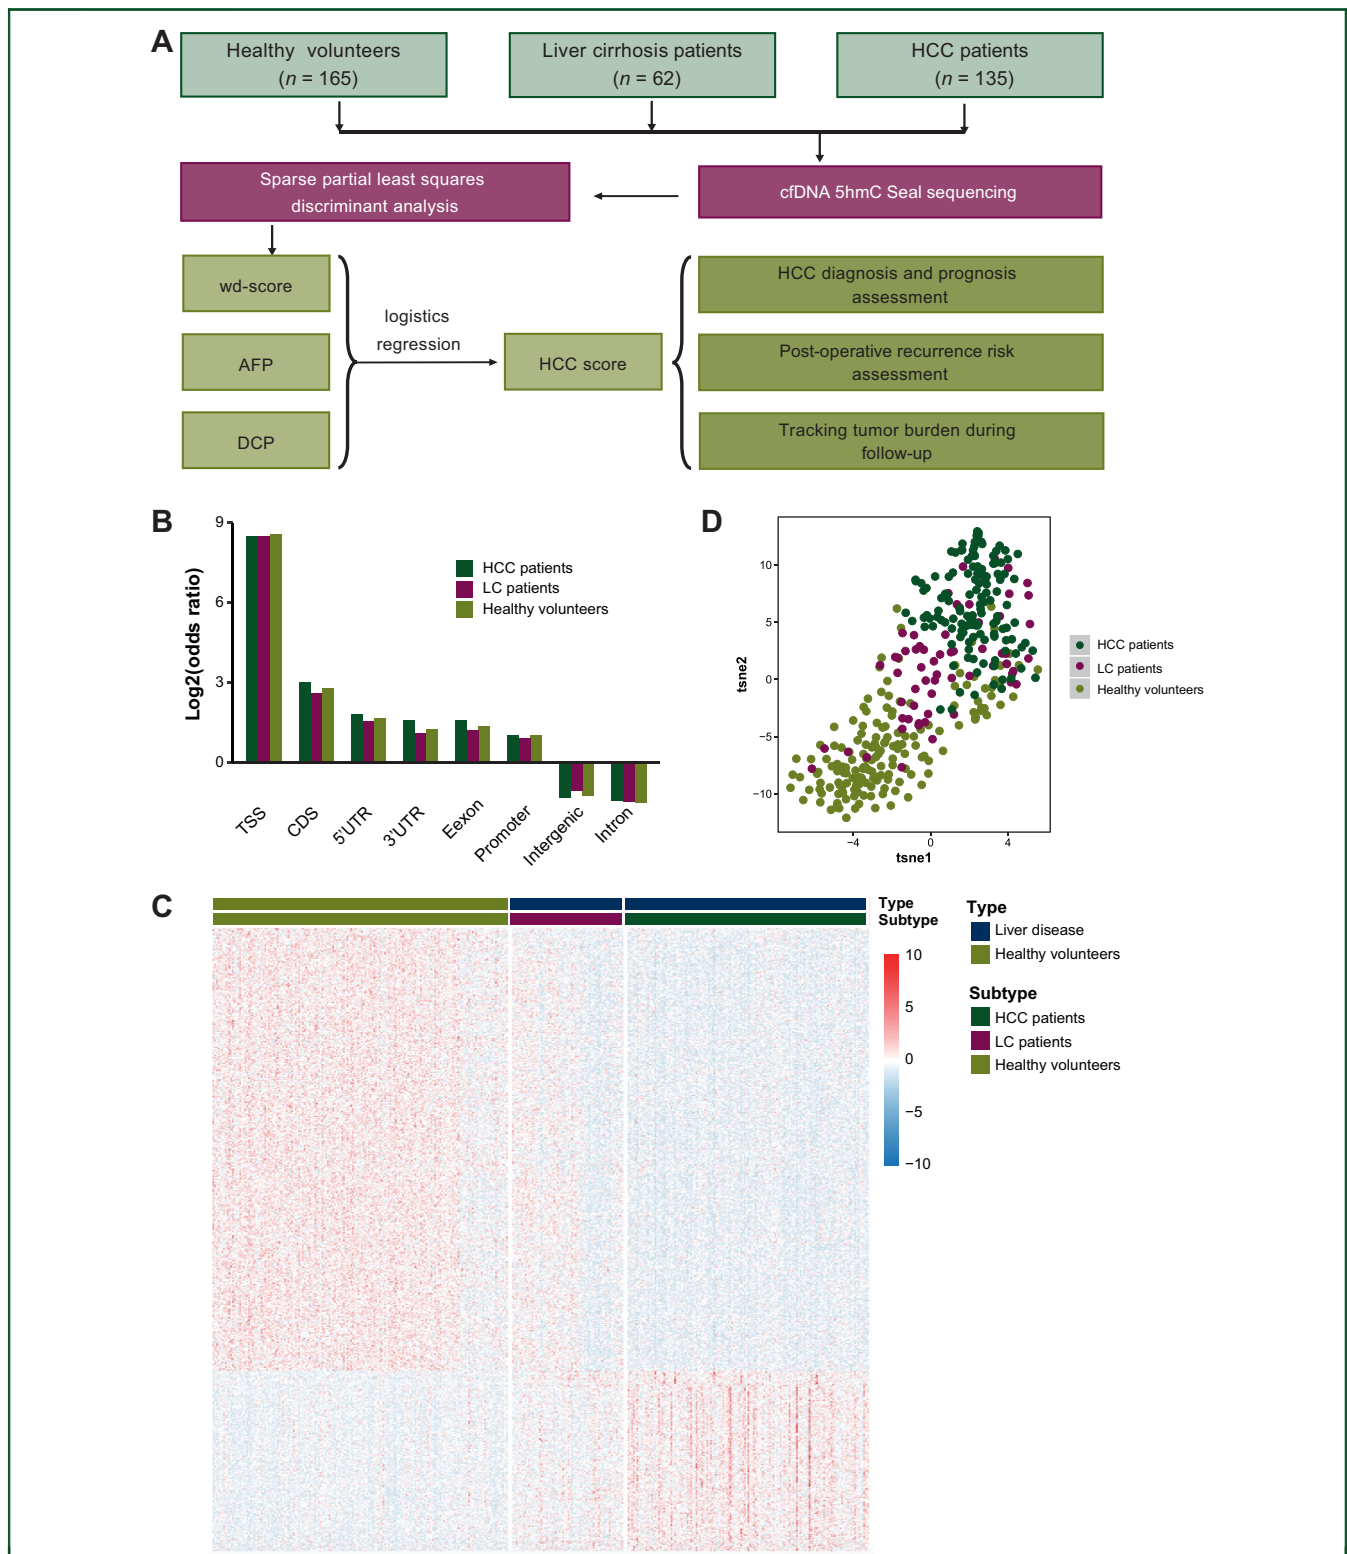 A
Healthy volunteers
(n = 165)
Liver cirrhosis patients
(n = 62)
HCC patients
(n = 135)
Sparse partial least squares
discriminant analysis
cfDNA 5hmC Seal sequencing
wd-score
AFP
DCP
logistics
regression
HCC score
HCC diagnosis and prognosis
assessment
Post-operative recurrence risk
assessment
Tracking tumor burden during
follow-up
B
Log2(odds ratio)
9
6
3
0
HCC patients
LC patients
Healthy volunteers
TSS
CDS
5'UTR
3'UTR
Eexon
Promoter
Intergenic
Intron
D
tsne2
10
5
0
−5
−10
−4
0
4
tsne1
HCC patients
LC patients
Healthy volunteers
C
Type
Subtype
10
5
0
−5
−10
Type
Liver disease
Healthy volunteers
Subtype
HCC patients
LC patients
Healthy volunteers